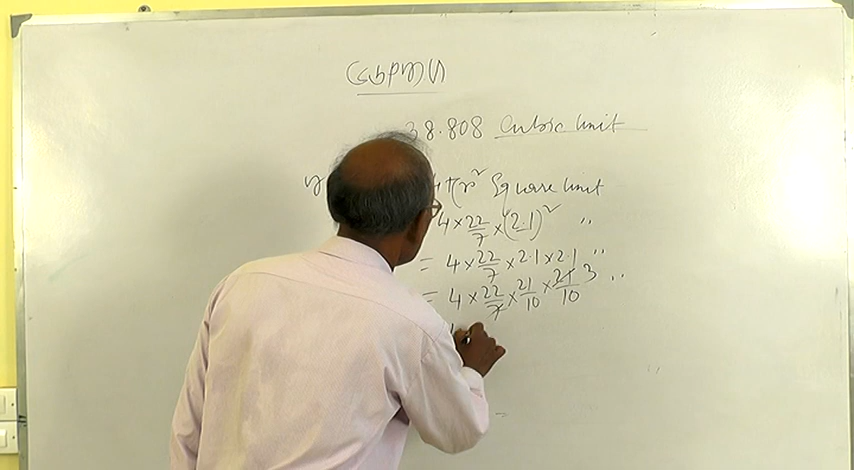 38.808 Cubic Unit
4πr² Square Unit
4 × 22/7 × (2.1)² "
= 4 × 22/7 × 2.1 × 2.1 "
= 4 × 22/7 × 21/10 × 21/10 3 "